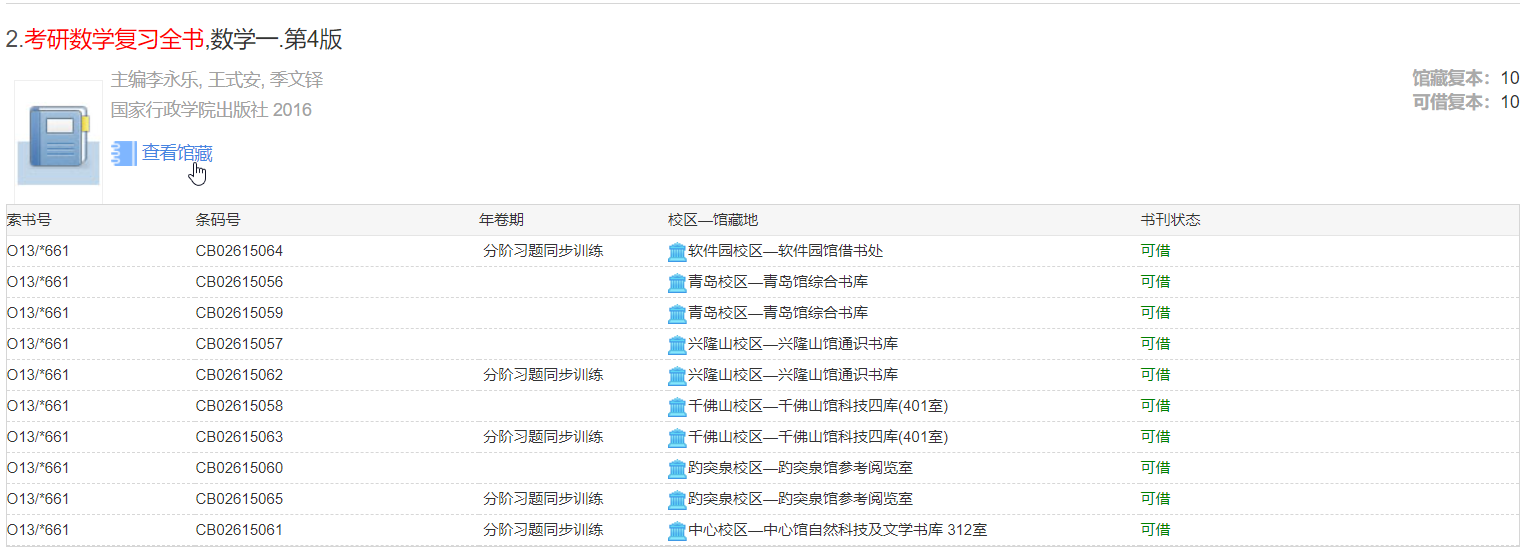 2.考研数学复习全书,数学一.第4版
主编李永乐, 王式安, 季文铎
国家行政学院出版社 2016
馆藏复本： 10
可借复本： 10
查看馆藏
索书号 条码号 年卷期 校区—馆藏地 书刊状态
O13/*661 CB02615064 分阶习题同步训练 软件园校区—软件园馆借书处 可借
O13/*661 CB02615056 青岛校区—青岛馆综合书库 可借
O13/*661 CB02615059 青岛校区—青岛馆综合书库 可借
O13/*661 CB02615057 兴隆山校区—兴隆山馆通识书库 可借
O13/*661 CB02615062 分阶习题同步训练 兴隆山校区—兴隆山馆通识书库 可借
O13/*661 CB02615058 千佛山校区—千佛山馆科技四库(401室) 可借
O13/*661 CB02615063 分阶习题同步训练 千佛山校区—千佛山馆科技四库(401室) 可借
O13/*661 CB02615060 趵突泉校区—趵突泉馆参考阅览室 可借
O13/*661 CB02615065 分阶习题同步训练 趵突泉校区—趵突泉馆参考阅览室 可借
O13/*661 CB02615061 分阶习题同步训练 中心校区—中心馆自然科技及文学书库 312室 可借